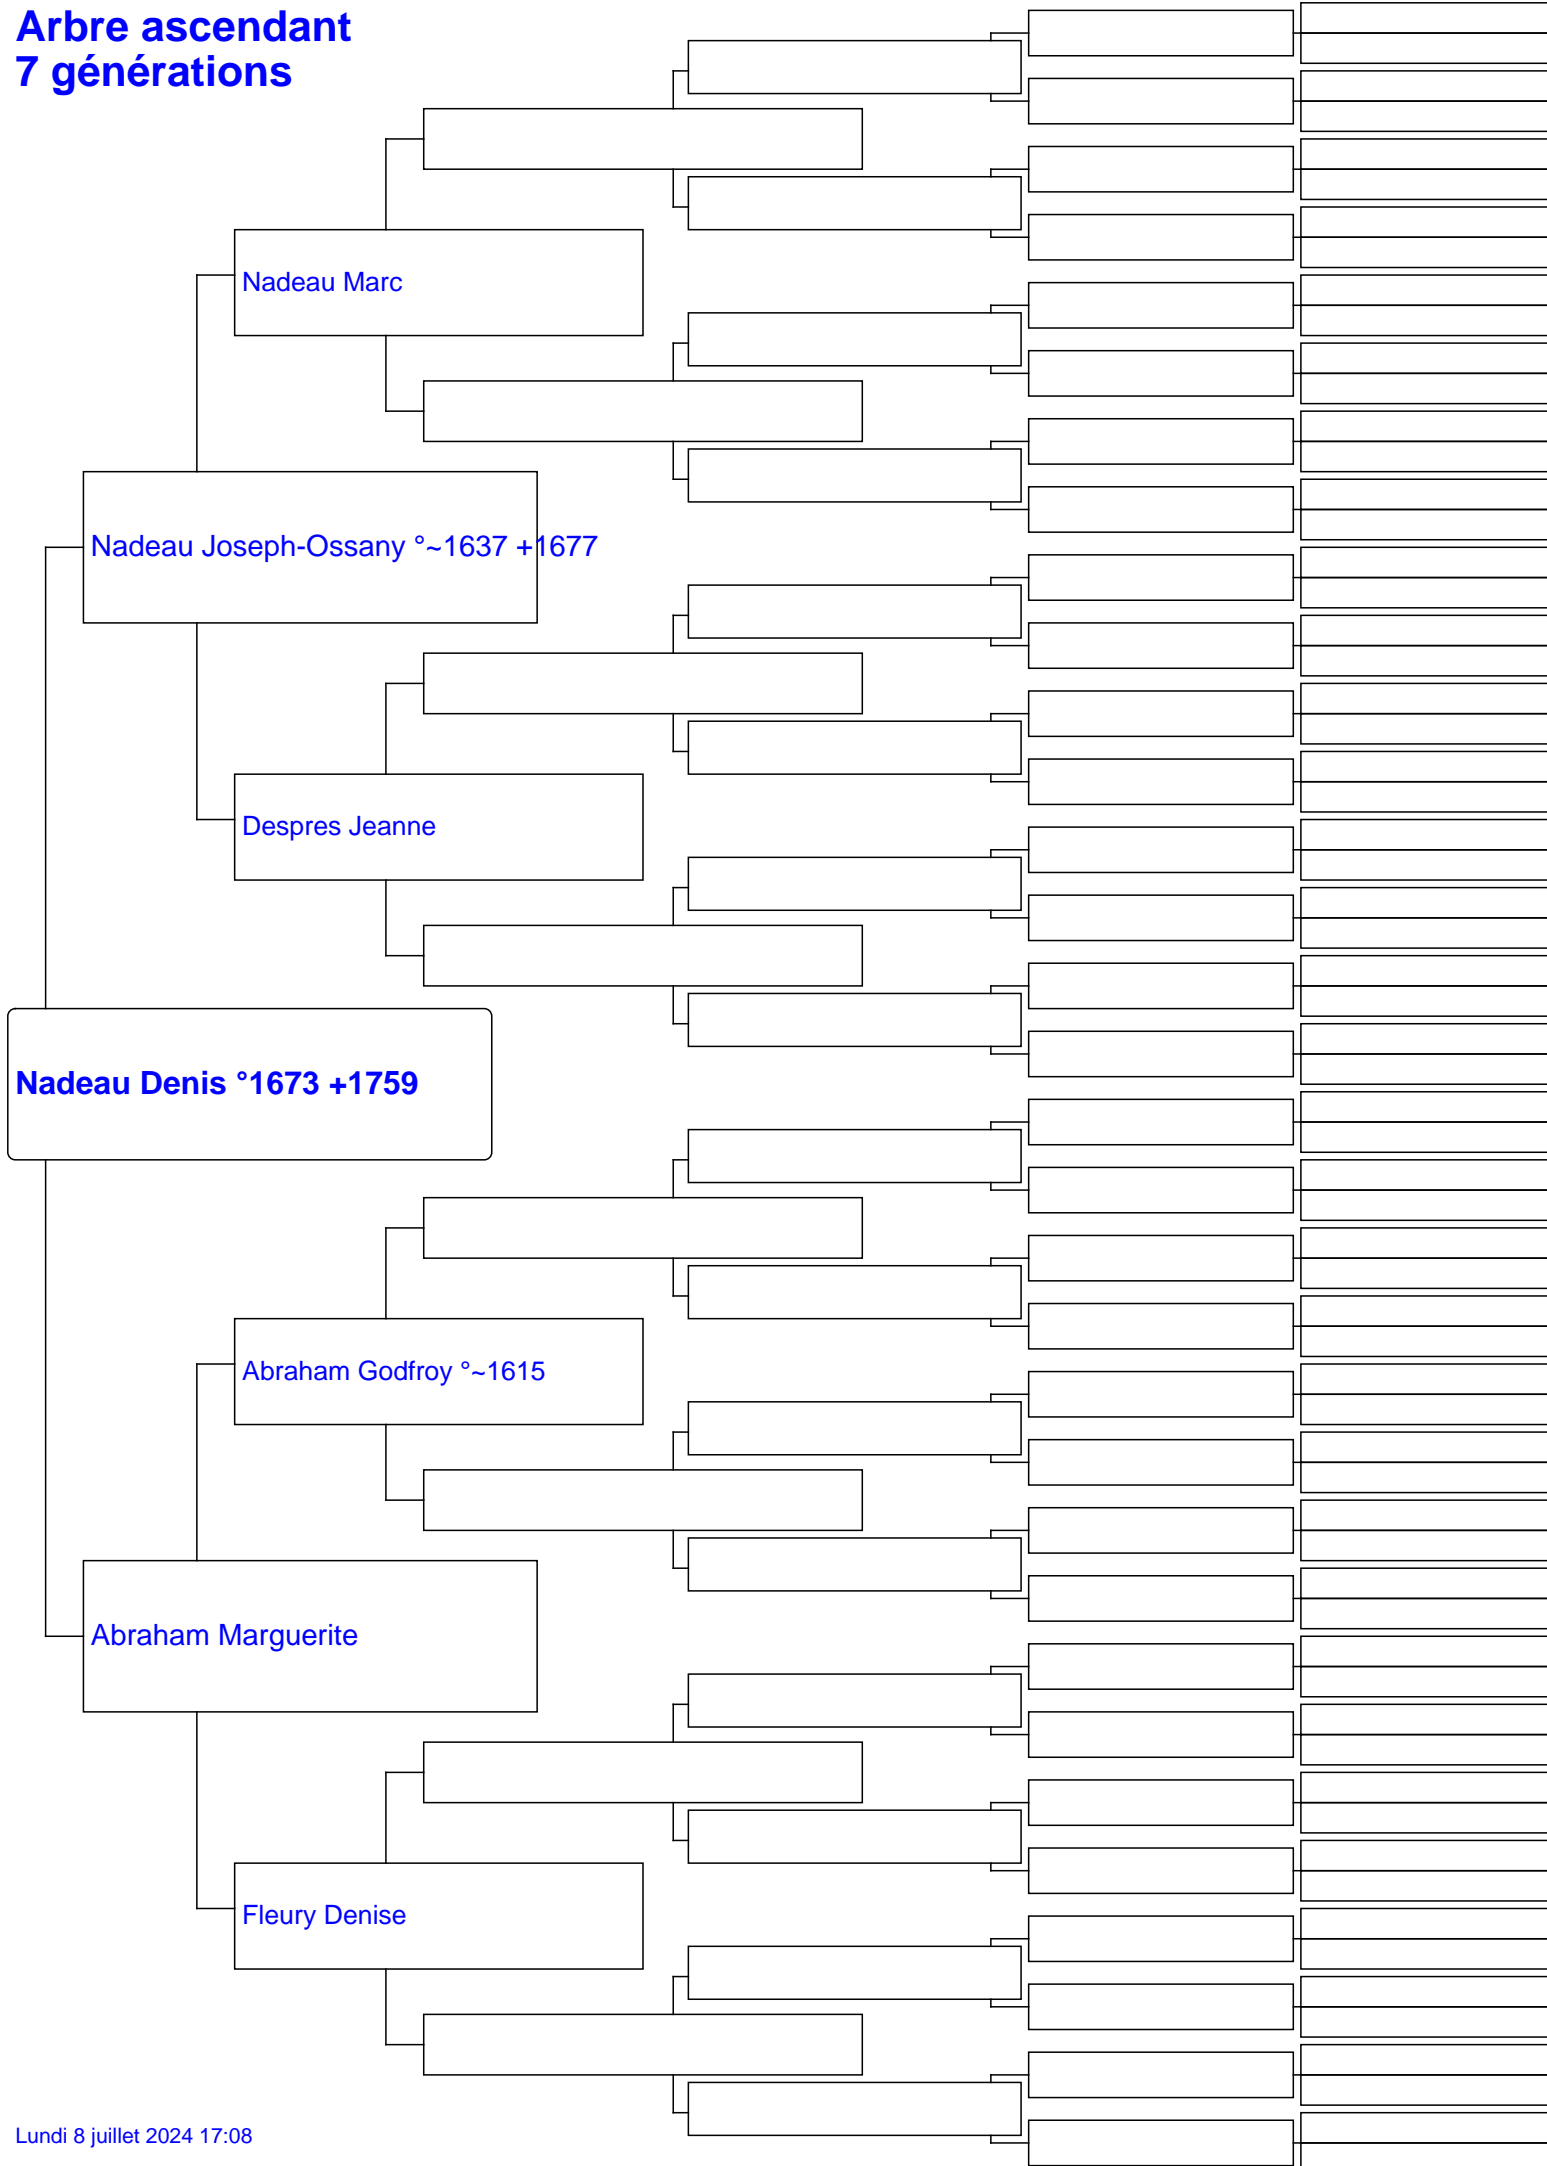 Arbre ascendant
7 générations
Nadeau Marc
Nadeau Joseph-Ossany °~1637 +1677
Despres Jeanne
Nadeau Denis °1673 +1759
Abraham Godfroy °~1615
Abraham Marguerite
Fleury Denise
Lundi 8 juillet 2024 17:08